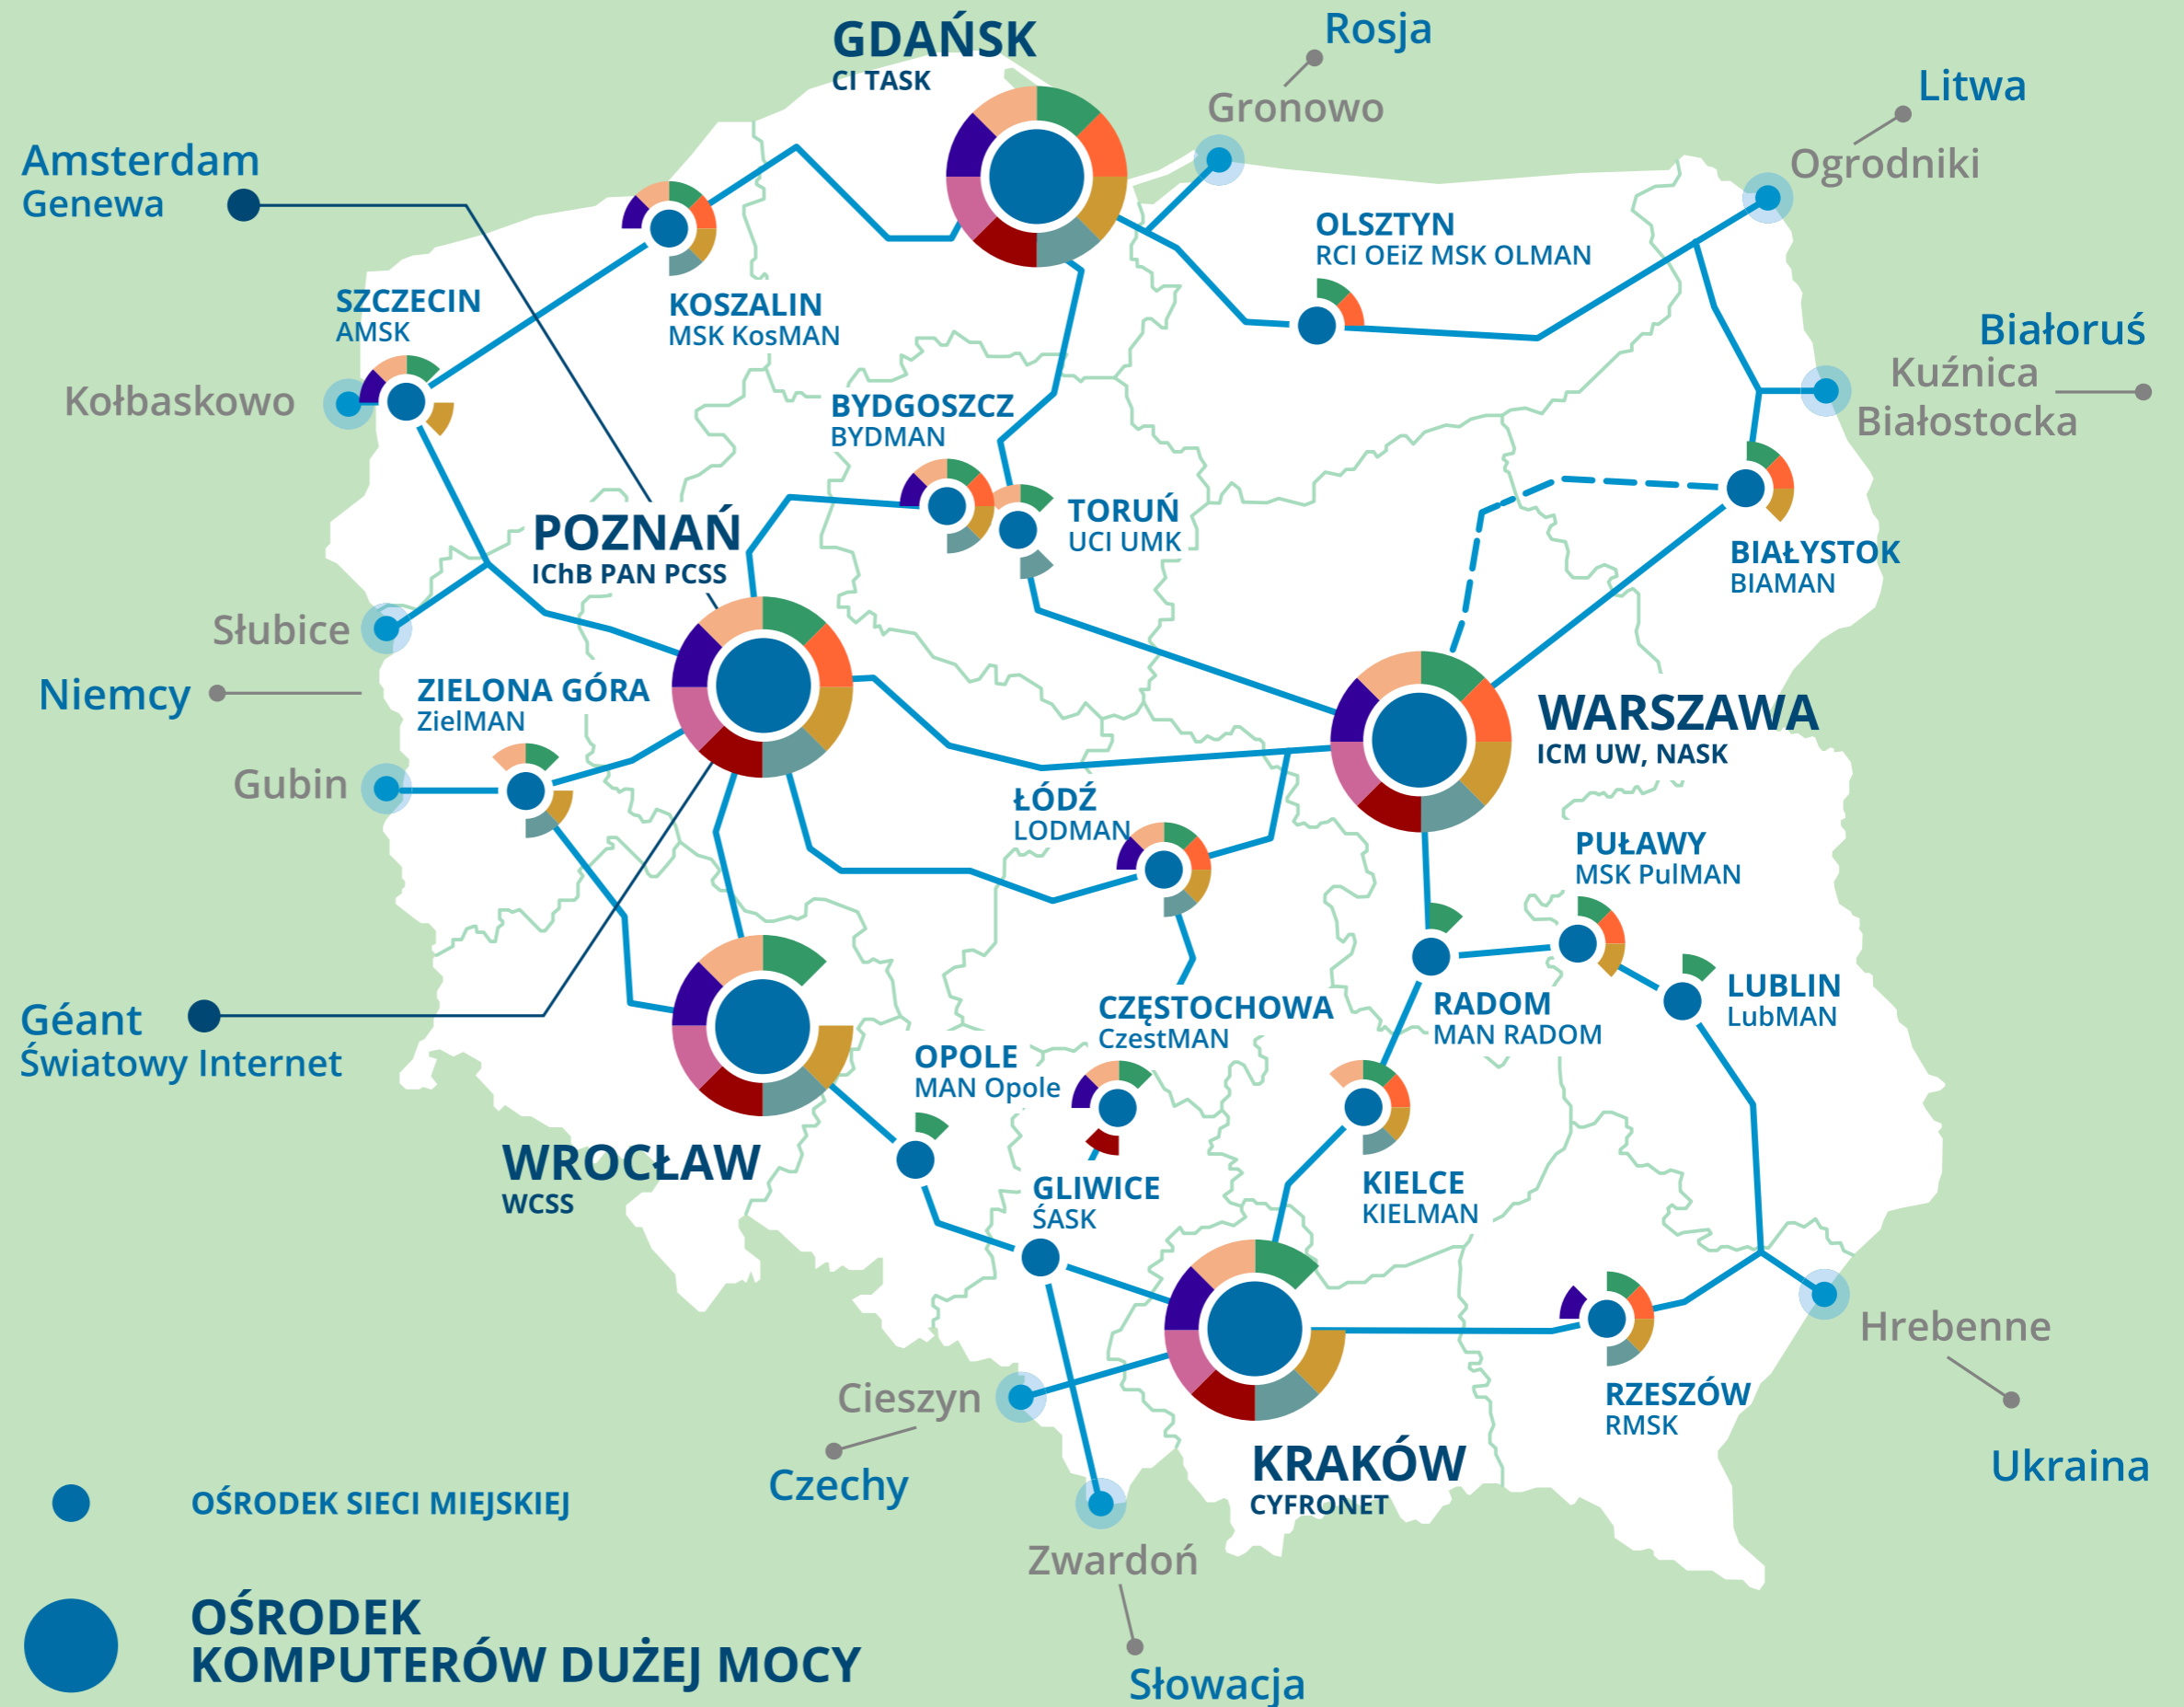 GDAŃSK
CI TASK
Rosja
Gronowo
Litwa
Ogrodniki
Amsterdam
Genewa
OLSZTYN
RCI OEiZ MSK OLMAN
SZCZECIN
AMSK
KOSZALIN
MSK KosMAN
Białoruś
Kuźnica
Białostocka
Kołbaskowo
BYDGOSZCZ
BYDMAN
TORUŃ
UCI UMK
POZNAŃ
IChB PAN PCSS
BIAŁYSTOK
BIAMAN
Słubice
Niemcy
ZIELONA GÓRA
ZielMAN
WARSZAWA
ICM UW, NASK
Gubin
ŁÓDŹ
LODMAN
PUŁAWY
MSK PulMAN
LUBLIN
LubMAN
CZĘSTOCHOWA
CzestMAN
RADOM
MAN RADOM
Géant
Światowy Internet
OPOLE
MAN Opole
WROCŁAW
WCSS
GLIWICE
ŚASK
KIELCE
KIELMAN
Hrebenne
Cieszyn
Czechy
RZESZÓW
RMSK
KRAKÓW
CYFRONET
Ukraina
OŚRODEK SIECI MIEJSKIEJ
Zwardoń
OŚRODEK
KOMPUTERÓW DUŻEJ MOCY
Słowacja